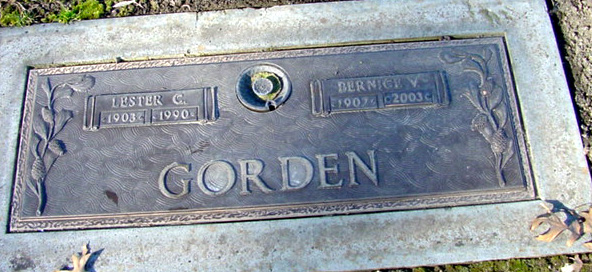 LESTER C.
1903 1990
BERNICE V.
1907 2003
GORDEN